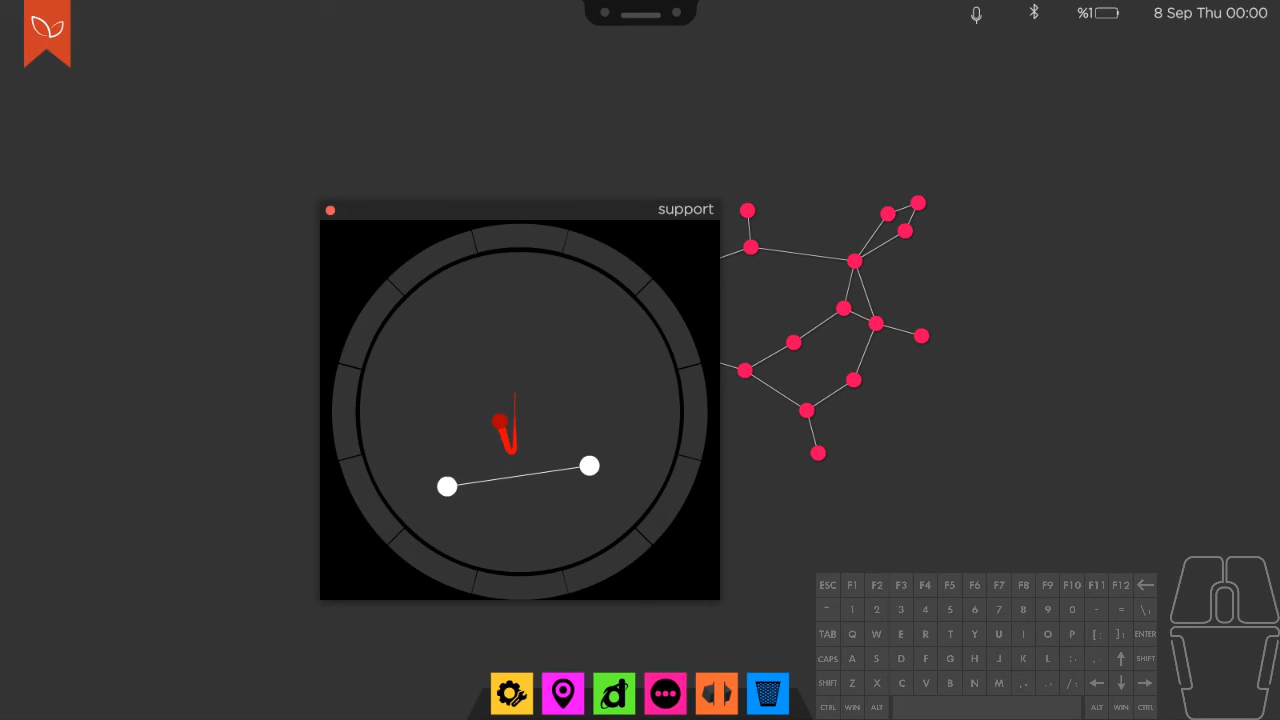 %1 8 Sep Thu 00:00
support
ESC F1 F2 F3 F4 F5 F6 F7 F8 F9 F10 F11 F12
1 2 3 4 5 6 7 8 9 0 - =
TAB Q W E R T Y U I O P ENTER
CAPS A S D F G H J K L SHIFT
SHIFT Z X C V B N M
CTRL WIN ALT ALT WIN CTRL